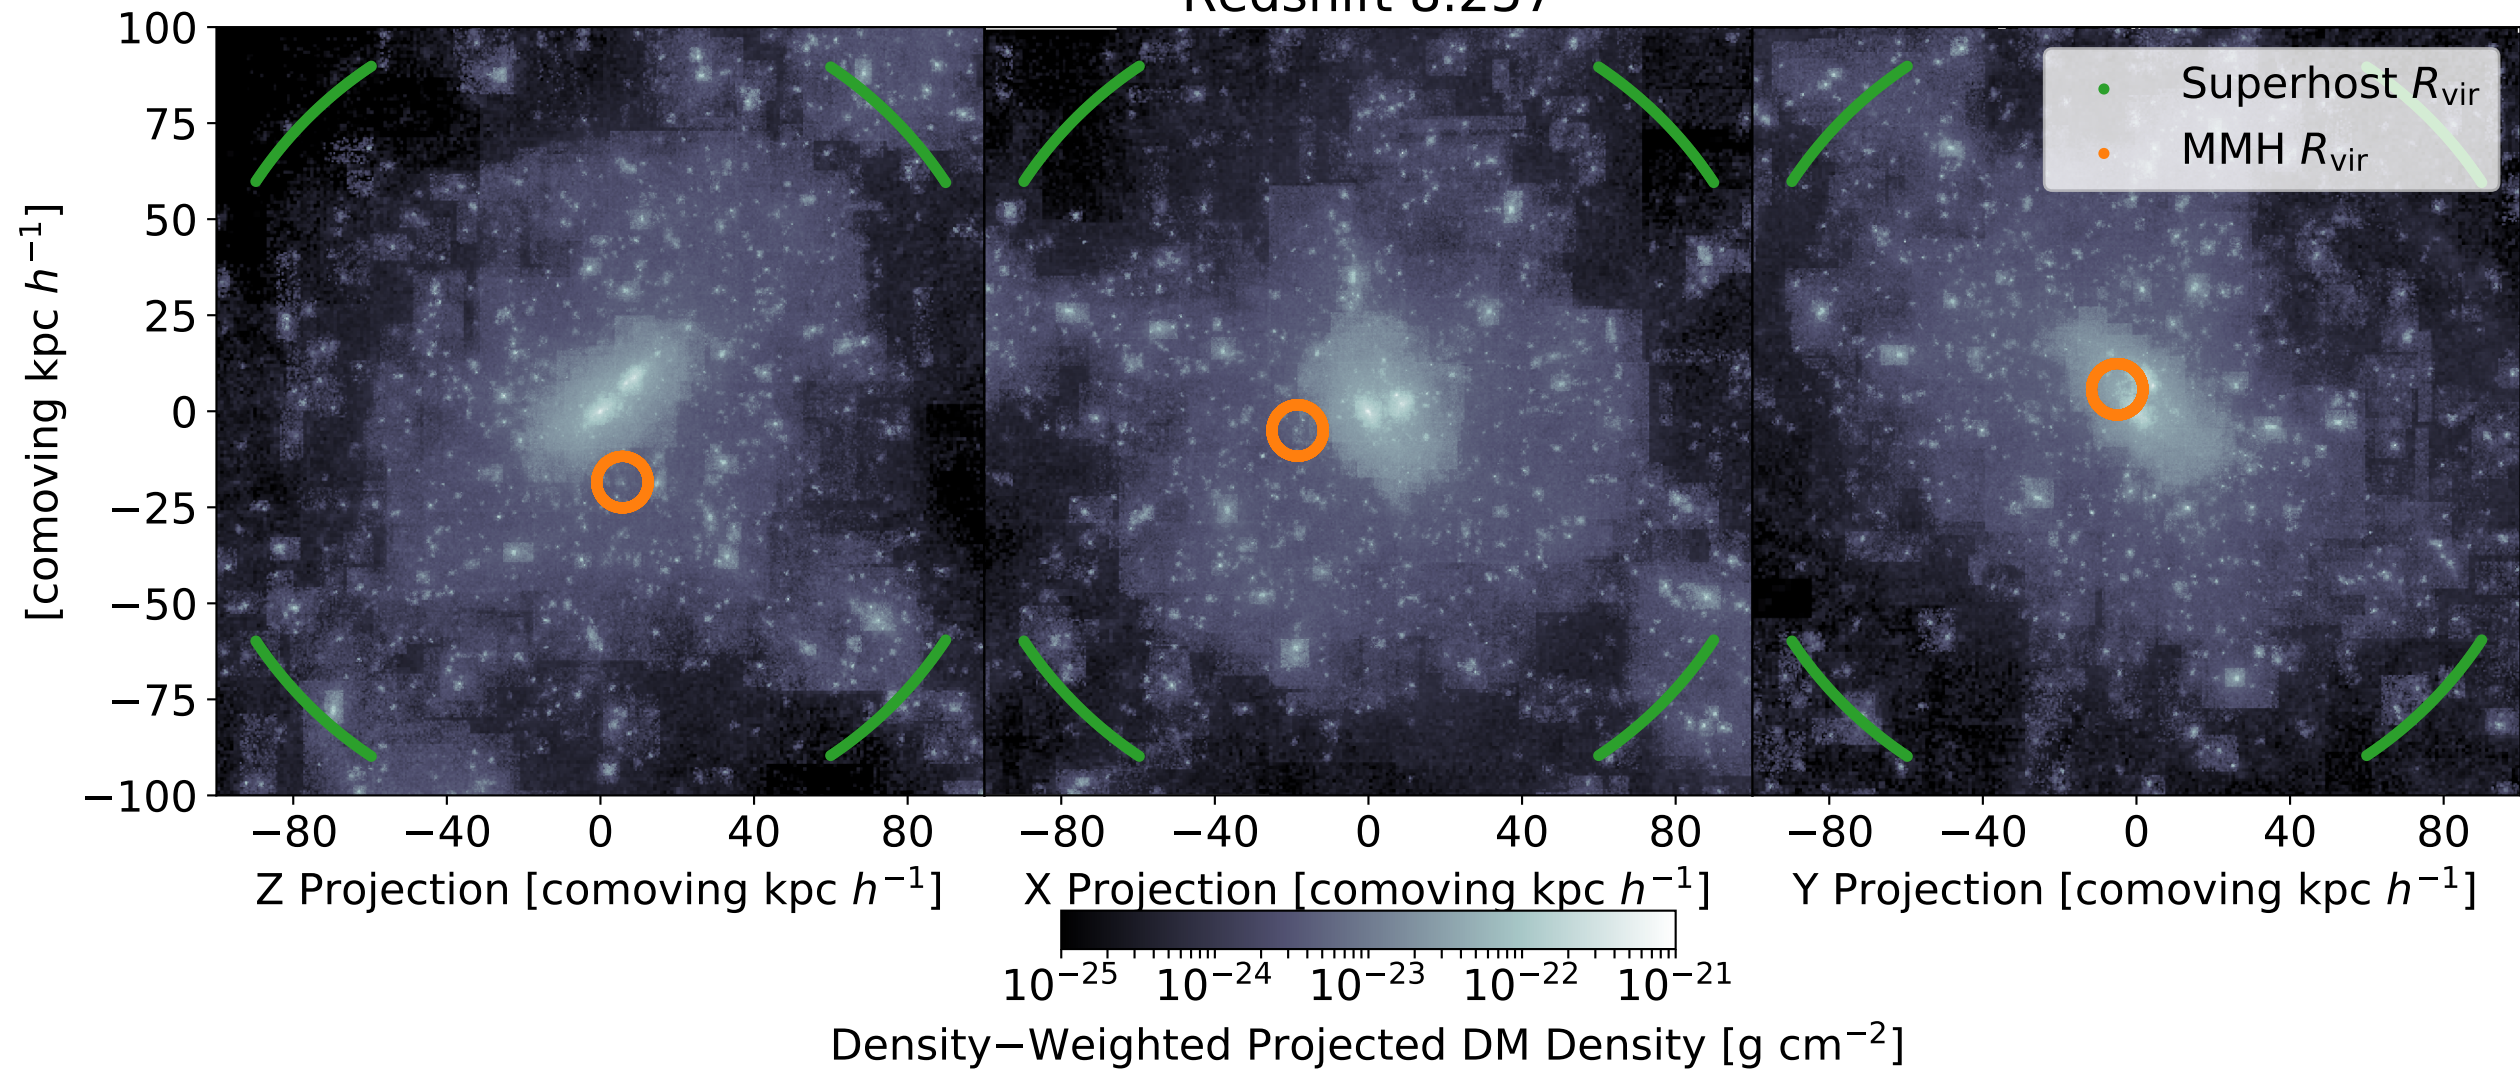 Redshift 8.237
100
75
50
25
0
−25
−50
−75
−100
[comoving kpc h⁻¹]
Superhost R_vir
MMH R_vir
−80 −40 0 40 80 −80 −40 0 40 80 −80 −40 0 40 80
Z Projection [comoving kpc h⁻¹] X Projection [comoving kpc h⁻¹] Y Projection [comoving kpc h⁻¹]
10⁻²⁵ 10⁻²⁴ 10⁻²³ 10⁻²² 10⁻²¹
Density−Weighted Projected DM Density [g cm⁻²]